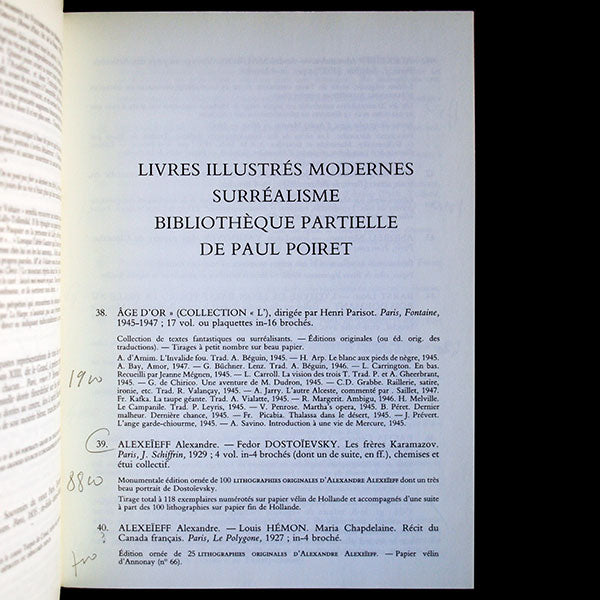 LIVRES ILLUSTRÉS MODERNES
SURRÉALISME
BIBLIOTHÈQUE PARTIELLE
DE PAUL POIRET
38. ÂGE D'OR » (COLLECTION « L'), dirigée par Henri Parisot. Paris, Fontaine,
1945-1947 ; 17 vol. ou plaquettes in-16 brochés.
Collection de textes fantastiques ou surréalisants. — Éditions originales (ou éd. orig. des
traductions). — Tirages à petit nombre sur beau papier.
A. d'Arnim. L'Invalide fou. Trad. A. Béguin, 1945. — H. Arp. Le blanc aux pieds de nègre, 1945.
A. Bay, Amor, 1947. — G. Büchner. Lenz. Trad. A. Béguin, 1946. — L. Carrington. En bas.
Recueilli par Jeanne Mégnen, 1945. — L. Carroll. La vision des trois T. Trad. P. et A. Gheerbrant,
1945. — G. de Chirico. Une aventure de M. Dudron, 1945. — C.D. Grabbe. Raillerie, satire,
ironie, etc. Trad. R. Valançay, 1945. — A. Jarry. L'autre Alceste, commenté par . Saillet, 1947.
Fr. Kafka. La taupe géante. Trad. A. Vialatte, 1945. — R. Margerit. Ambigu, 1946. H. Melville.
Le Campanile. Trad. P. Leyris, 1945. — V. Penrose. Martha's opera, 1945. B. Péret. Dernier
malheur. Dernière chance, 1945. — Fr. Picabia. Thalassa dans le désert, 1945. — J. Prévert.
L'ange garde-chiourme, 1945. — A. Savino. Introduction à une vie de Mercure, 1945.
39. ALEXEÏEFF Alexandre. — Fedor DOSTOÏEVSKY. Les frères Karamazov.
Paris, J. Schiffrin, 1929 ; 4 vol. in-4 brochés (dont un de suite, en ff.), chemises et
étui collectif.
Monumentale édition ornée de 100 LITHOGRAPHIES ORIGINALES D'ALEXANDRE ALEXEÏEFF dont un très
beau portrait de Dostoïevsky.
Tirage total à 118 exemplaires numérotés sur papier vélin de Hollande et accompagnés d'une suite
à part des 100 lithographies sur papier fin de Hollande.
40. ALEXEÏEFF Alexandre. — Louis HÉMON. Maria Chapdelaine. Récit du
?
Canada français. Paris, Le Polygone, 1927 ; in-4 broché.
Édition ornée de 25 LITHOGRAPHIES ORIGINALES D'ALEXANDRE ALEXEÏEFF. — Papier vélin
d'Annonay (n° 66).